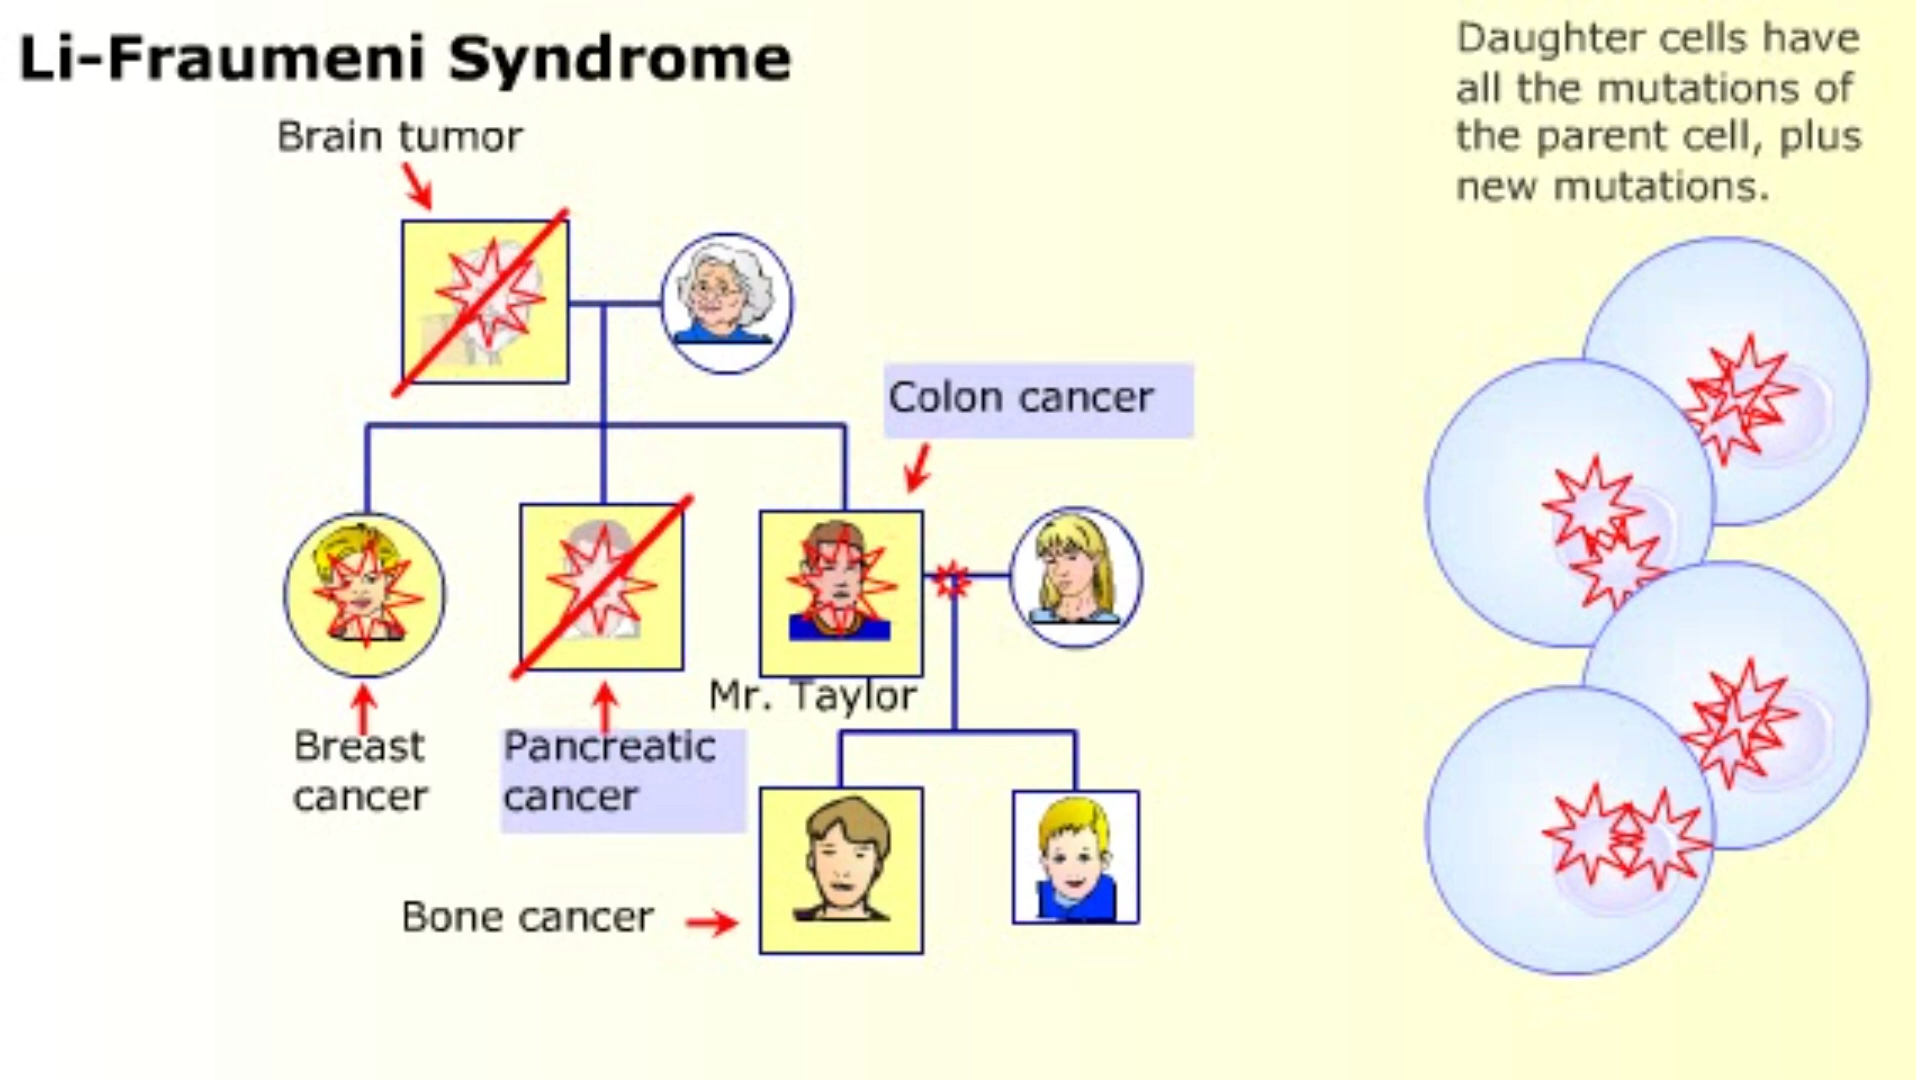 Li-Fraumeni Syndrome
Brain tumor
Colon cancer
Mr. Taylor
Breast
cancer
Pancreatic
cancer
Bone cancer
Daughter cells have
all the mutations of
the parent cell, plus
new mutations.